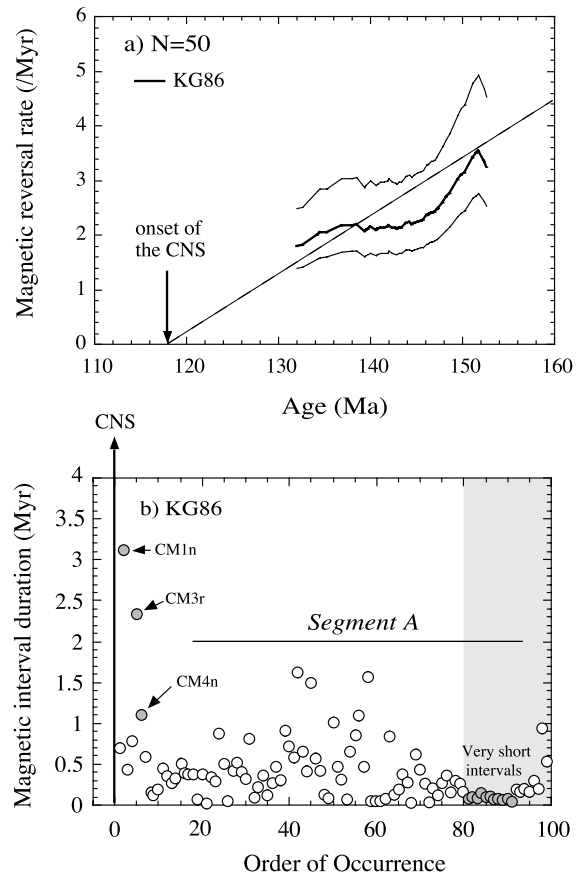 a) N=50
KG86
Magnetic reversal rate (/Myr)
6
5
4
3
2
1
0
onset of
the CNS
110
120
130
140
150
160
Age (Ma)
CNS
b) KG86
Magnetic interval duration (Myr)
4
3.5
3
2.5
2
1.5
1
0.5
0
CM1n
CM3r
CM4n
Segment A
Very short
intervals
0
20
40
60
80
100
Order of Occurrence